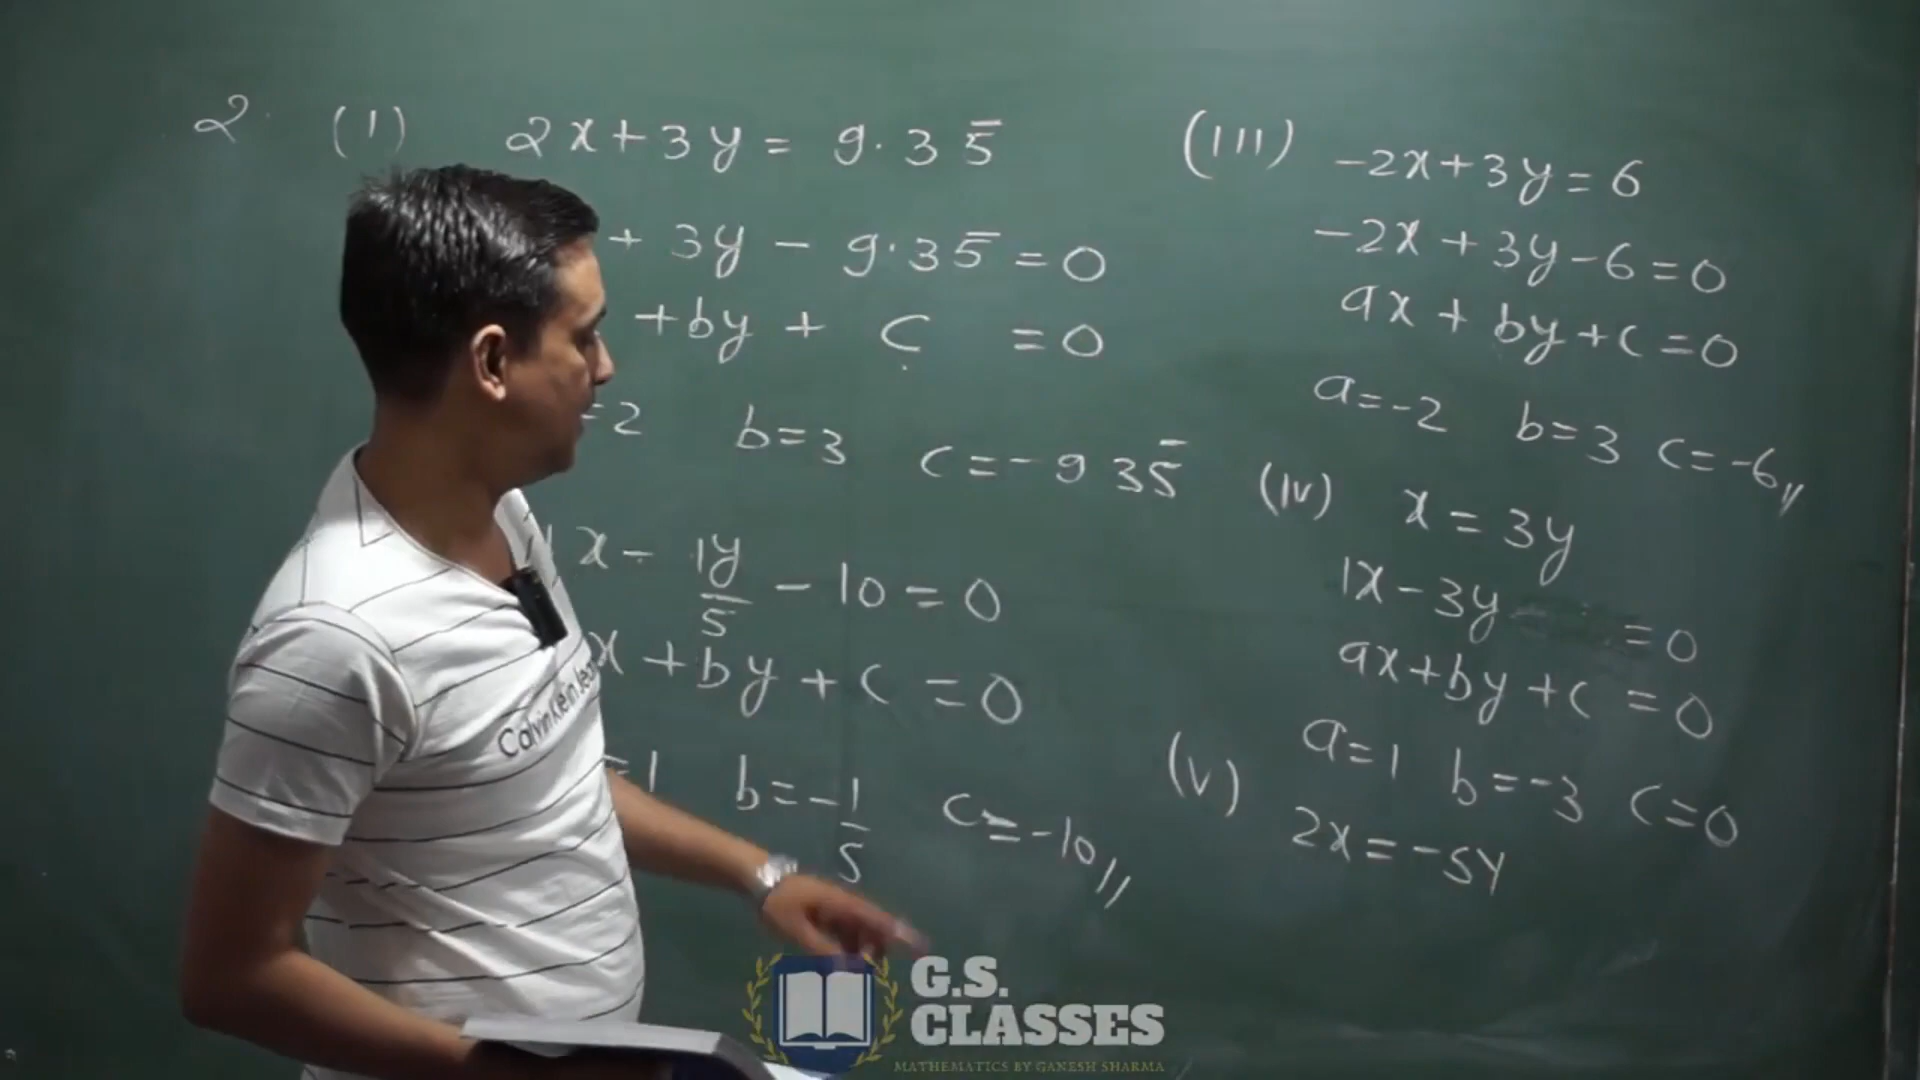 2. (I) 2x+3y = 9.35̅
+ 3y - 9.35̅ = 0
+by + C = 0
=2 b=3 c=-9 35̅
1x - 1y/5 - 10 = 0
x + by + c = 0
=1 b=-1/5 c=-10//
(III) -2x+3y=6
-2x + 3y-6=0
ax + by+c=0
a=-2 b=3 c=-6//
(IV) x = 3y
1x-3y =0
ax+by+c=0
a=1 b=-3 c=0
(V) 2x=-5y
Calvin Klein Jea
G.S.
CLASSES
MATHEMATICS BY GANESH SHARMA